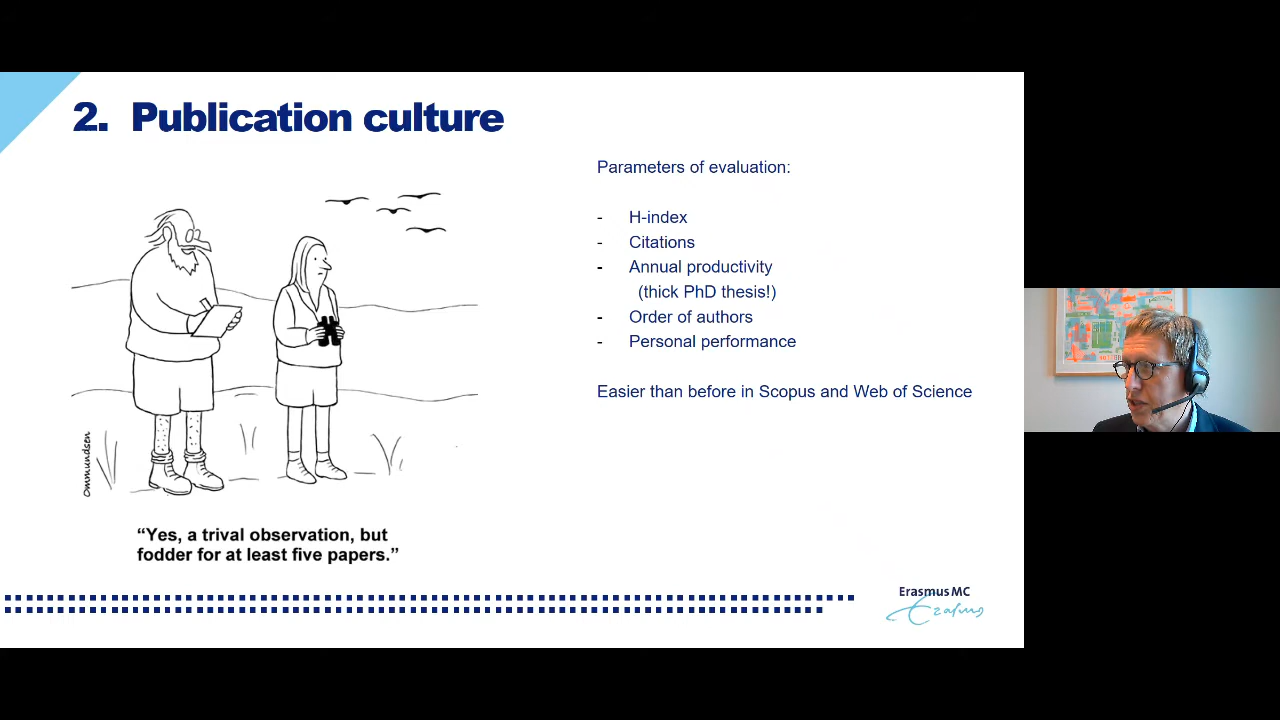 2. Publication culture
Parameters of evaluation:
- H-index
- Citations
- Annual productivity
(thick PhD thesis!)
- Order of authors
- Personal performance
Easier than before in Scopus and Web of Science
ommundsen
“Yes, a trival observation, but
fodder for at least five papers.”
Erasmus MC
Erasmus